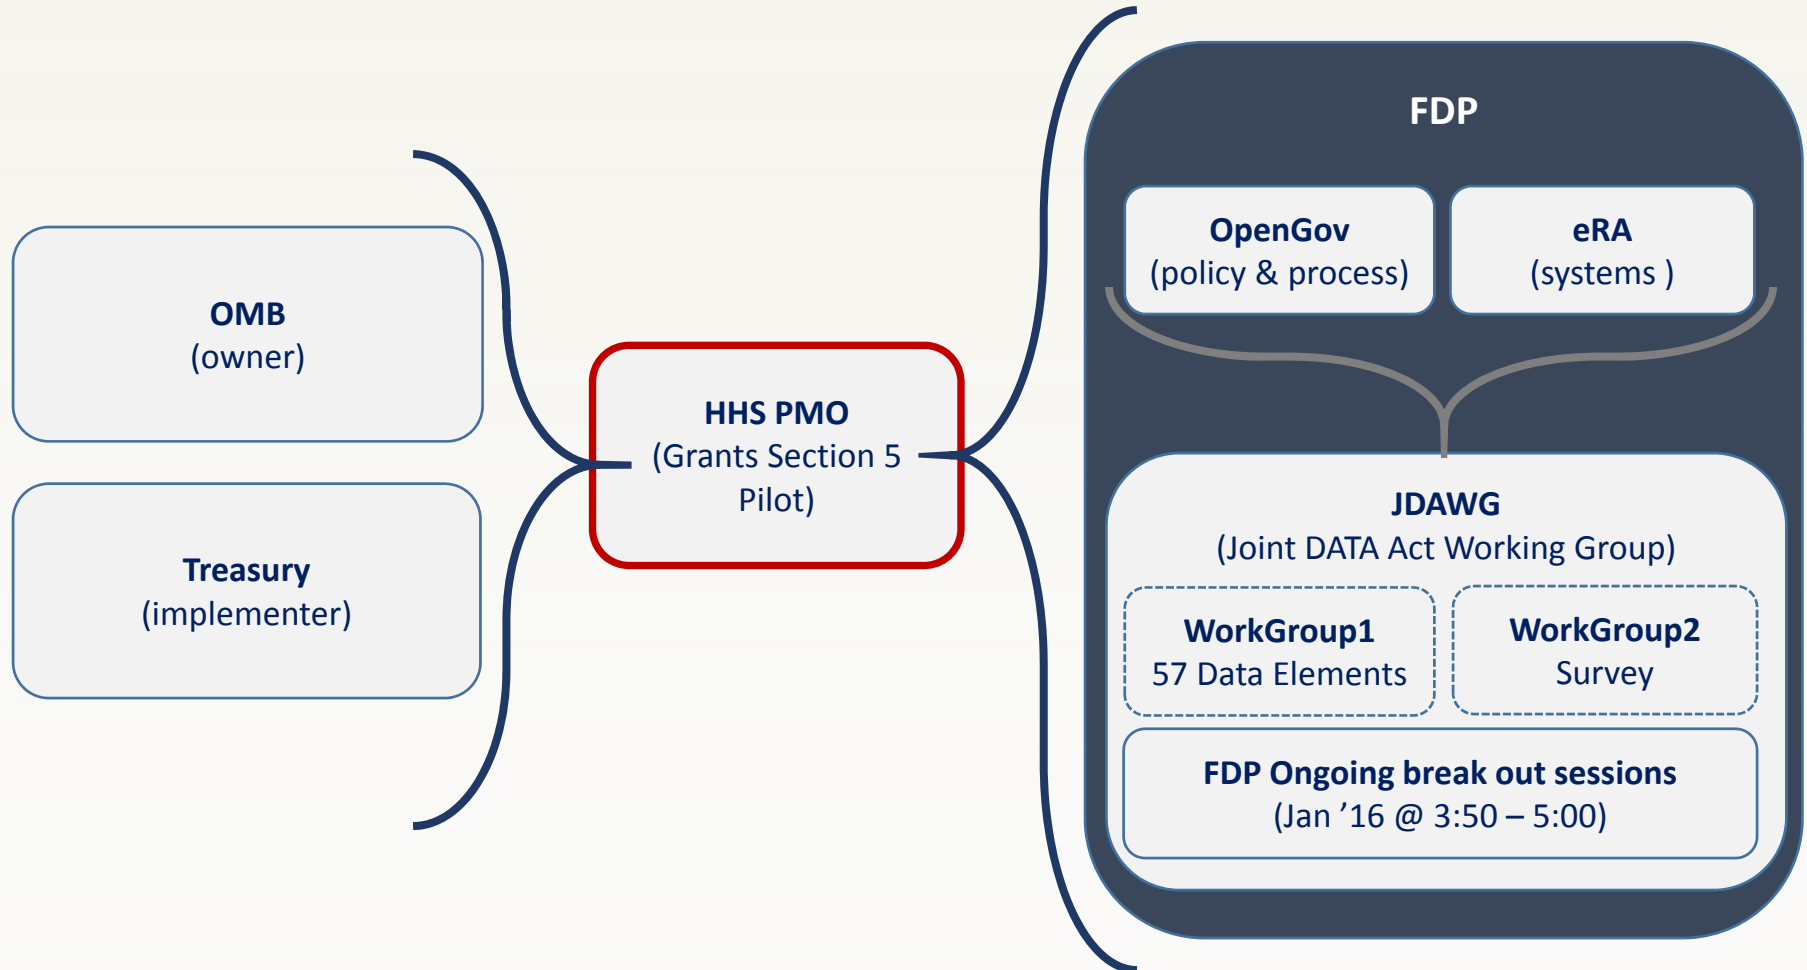 OMB
(owner)
Treasury
(implementer)
HHS PMO
(Grants Section 5
Pilot)
FDP
OpenGov
(policy & process)
eRA
(systems )
JDAWG
(Joint DATA Act Working Group)
WorkGroup1
57 Data Elements
WorkGroup2
Survey
FDP Ongoing break out sessions
(Jan ’16 @ 3:50 – 5:00)